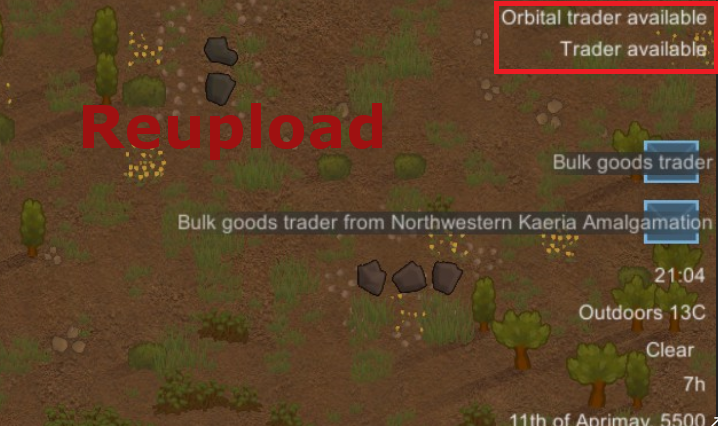 Orbital trader available
Trader available
Reupload
Bulk goods trader
Bulk goods trader from Northwestern Kaeria Amalgamation
21:04
Outdoors 13C
Clear
7h
11th of Aprimay, 5500